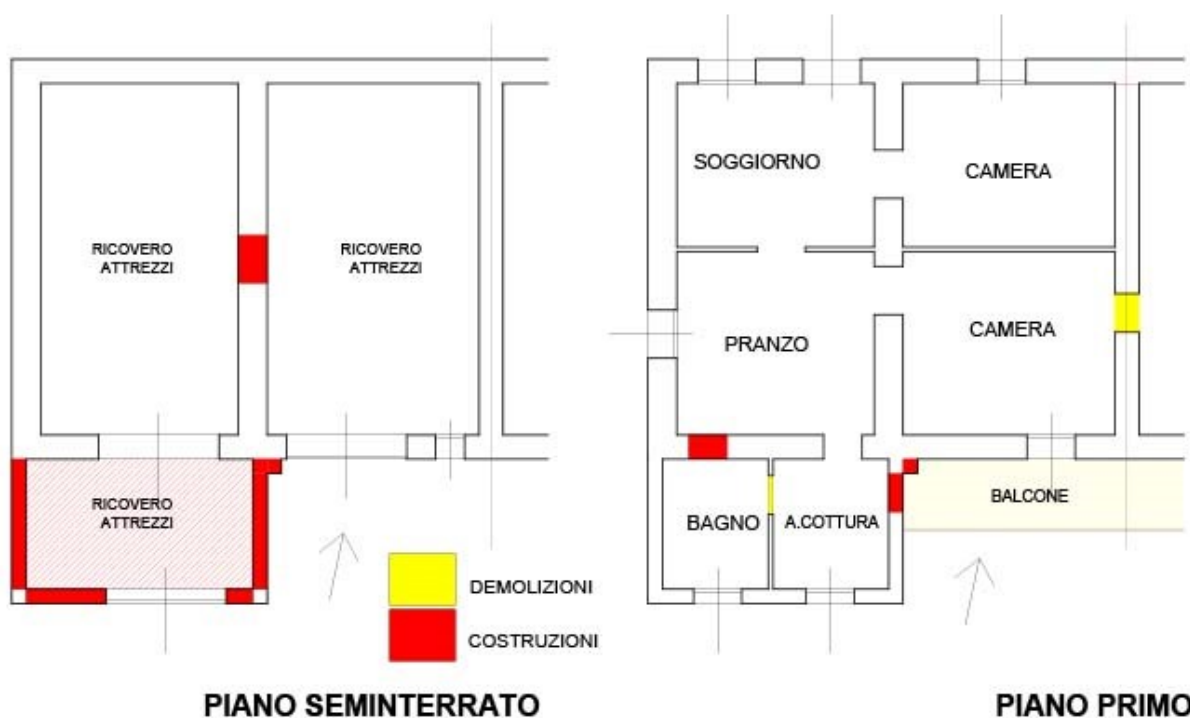 RICOVERO
ATTREZZI
RICOVERO
ATTREZZI
RICOVERO
ATTREZZI
DEMOLIZIONI
COSTRUZIONI
PIANO SEMINTERRATO
SOGGIORNO
CAMERA
PRANZO
CAMERA
BAGNO
A.COTTURA
BALCONE
PIANO PRIMO